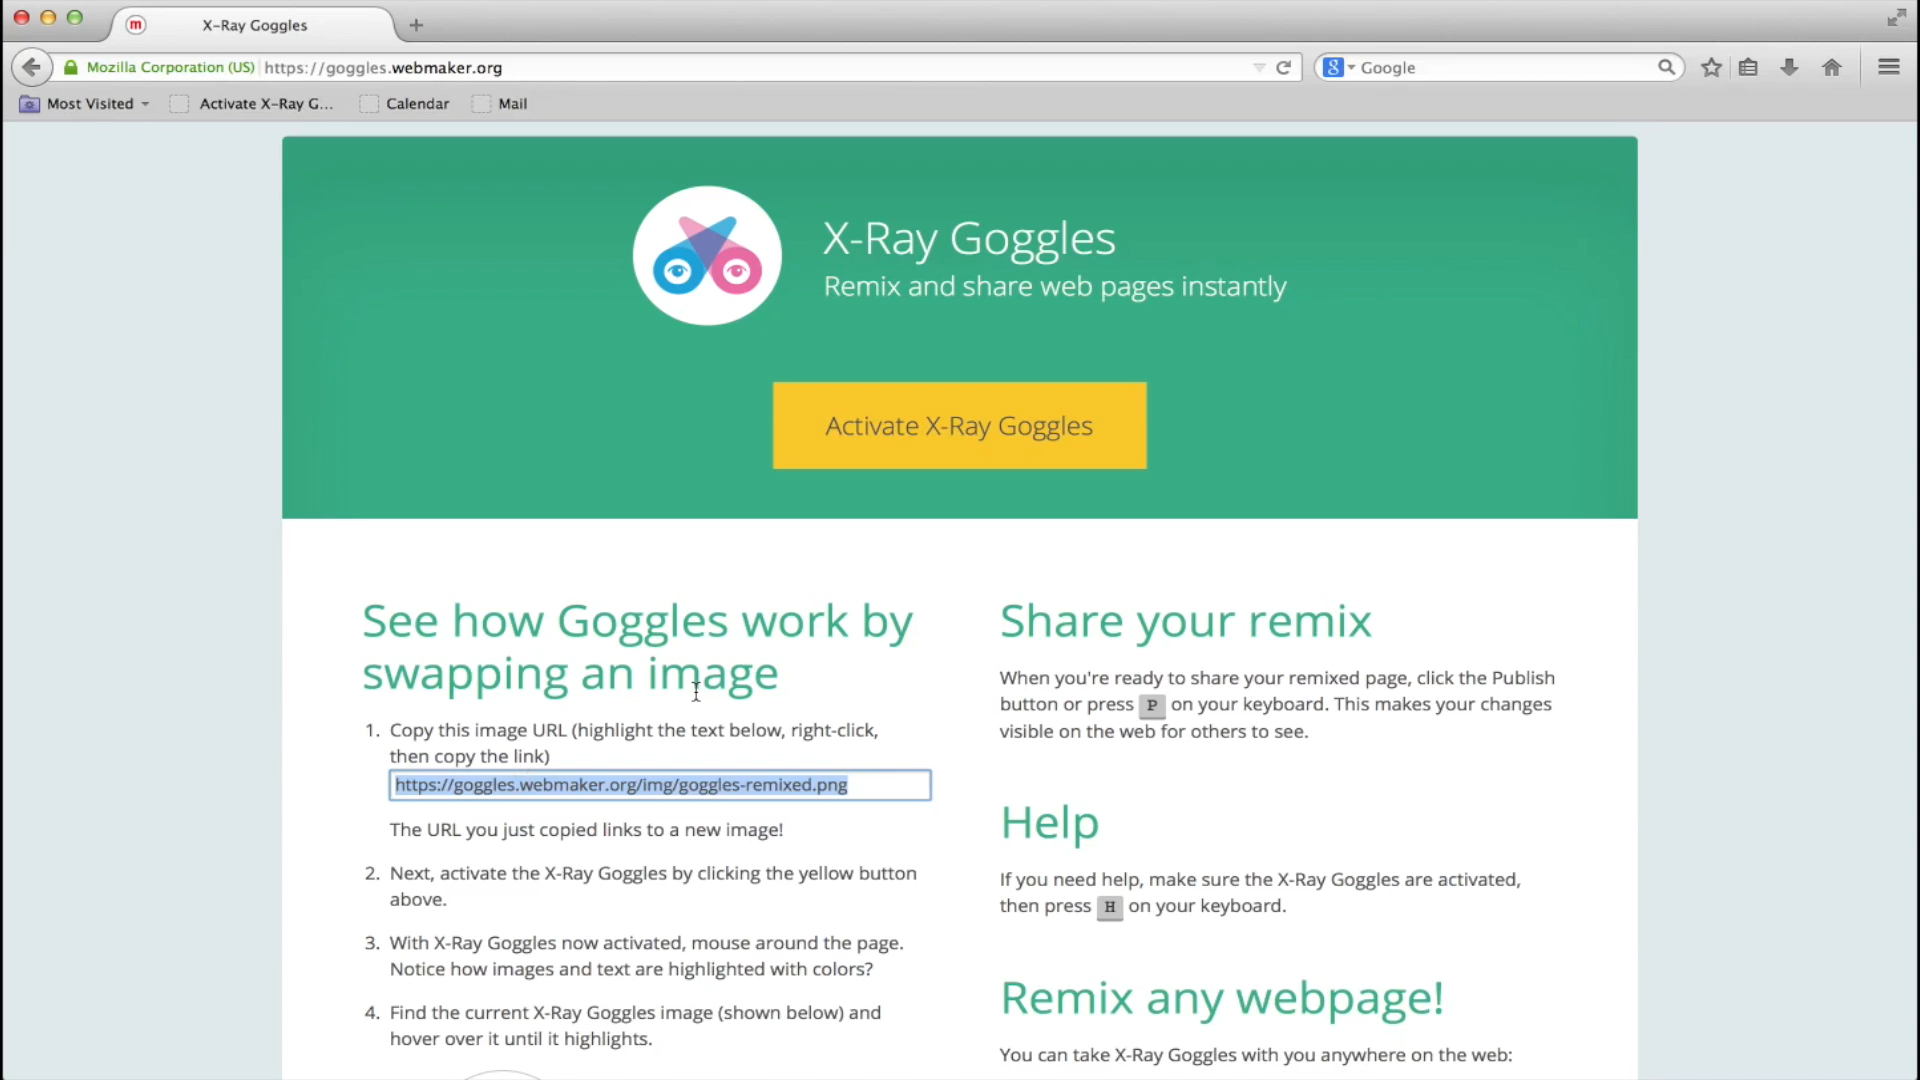 X-Ray Goggles
Mozilla Corporation (US) https://goggles.webmaker.org
Google
Most Visited Activate X-Ray G... Calendar Mail
X-Ray Goggles
Remix and share web pages instantly
Activate X-Ray Goggles
See how Goggles work by
swapping an image
1. Copy this image URL (highlight the text below, right-click,
then copy the link)
https://goggles.webmaker.org/img/goggles-remixed.png
The URL you just copied links to a new image!
2. Next, activate the X-Ray Goggles by clicking the yellow button
above.
3. With X-Ray Goggles now activated, mouse around the page.
Notice how images and text are highlighted with colors?
4. Find the current X-Ray Goggles image (shown below) and
hover over it until it highlights.
Share your remix
When you're ready to share your remixed page, click the Publish
button or press P on your keyboard. This makes your changes
visible on the web for others to see.
Help
If you need help, make sure the X-Ray Goggles are activated,
then press H on your keyboard.
Remix any webpage!
You can take X-Ray Goggles with you anywhere on the web: